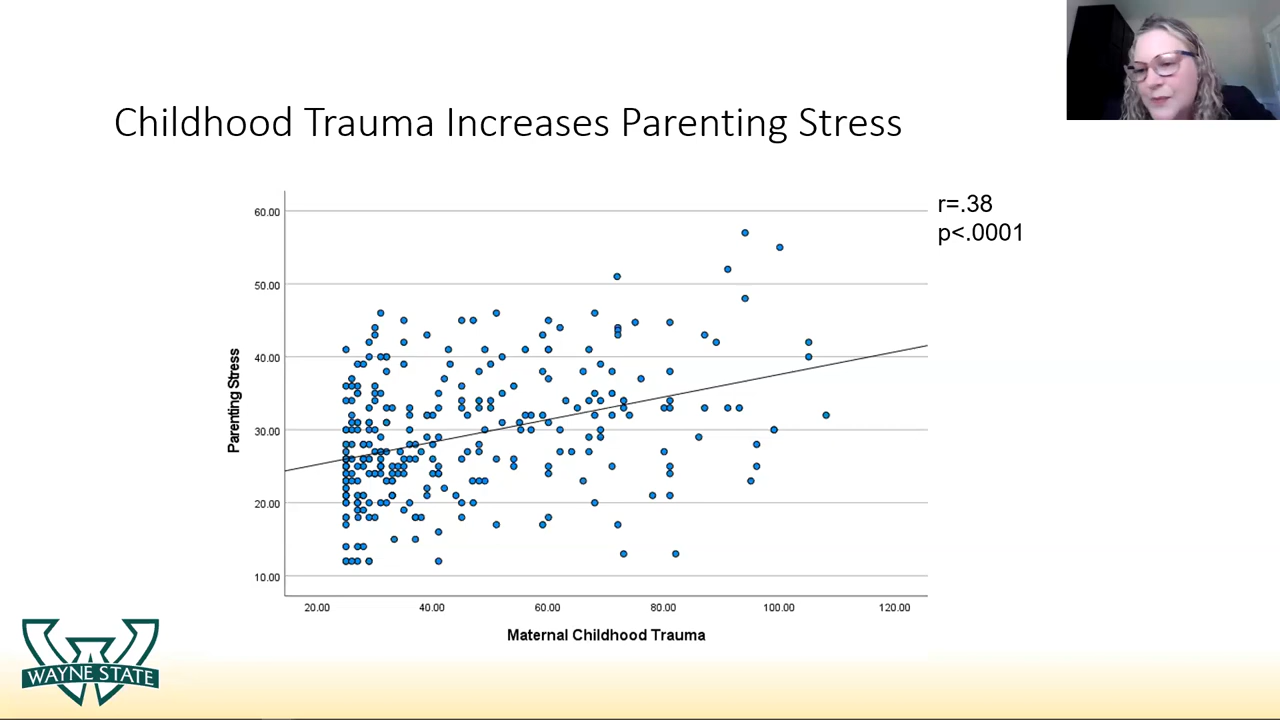 Childhood Trauma Increases Parenting Stress
r=.38
p<.0001
60.00
50.00
40.00
30.00
20.00
10.00
Parenting Stress
20.00 40.00 60.00 80.00 100.00 120.00
Maternal Childhood Trauma
W
WAYNE STATE